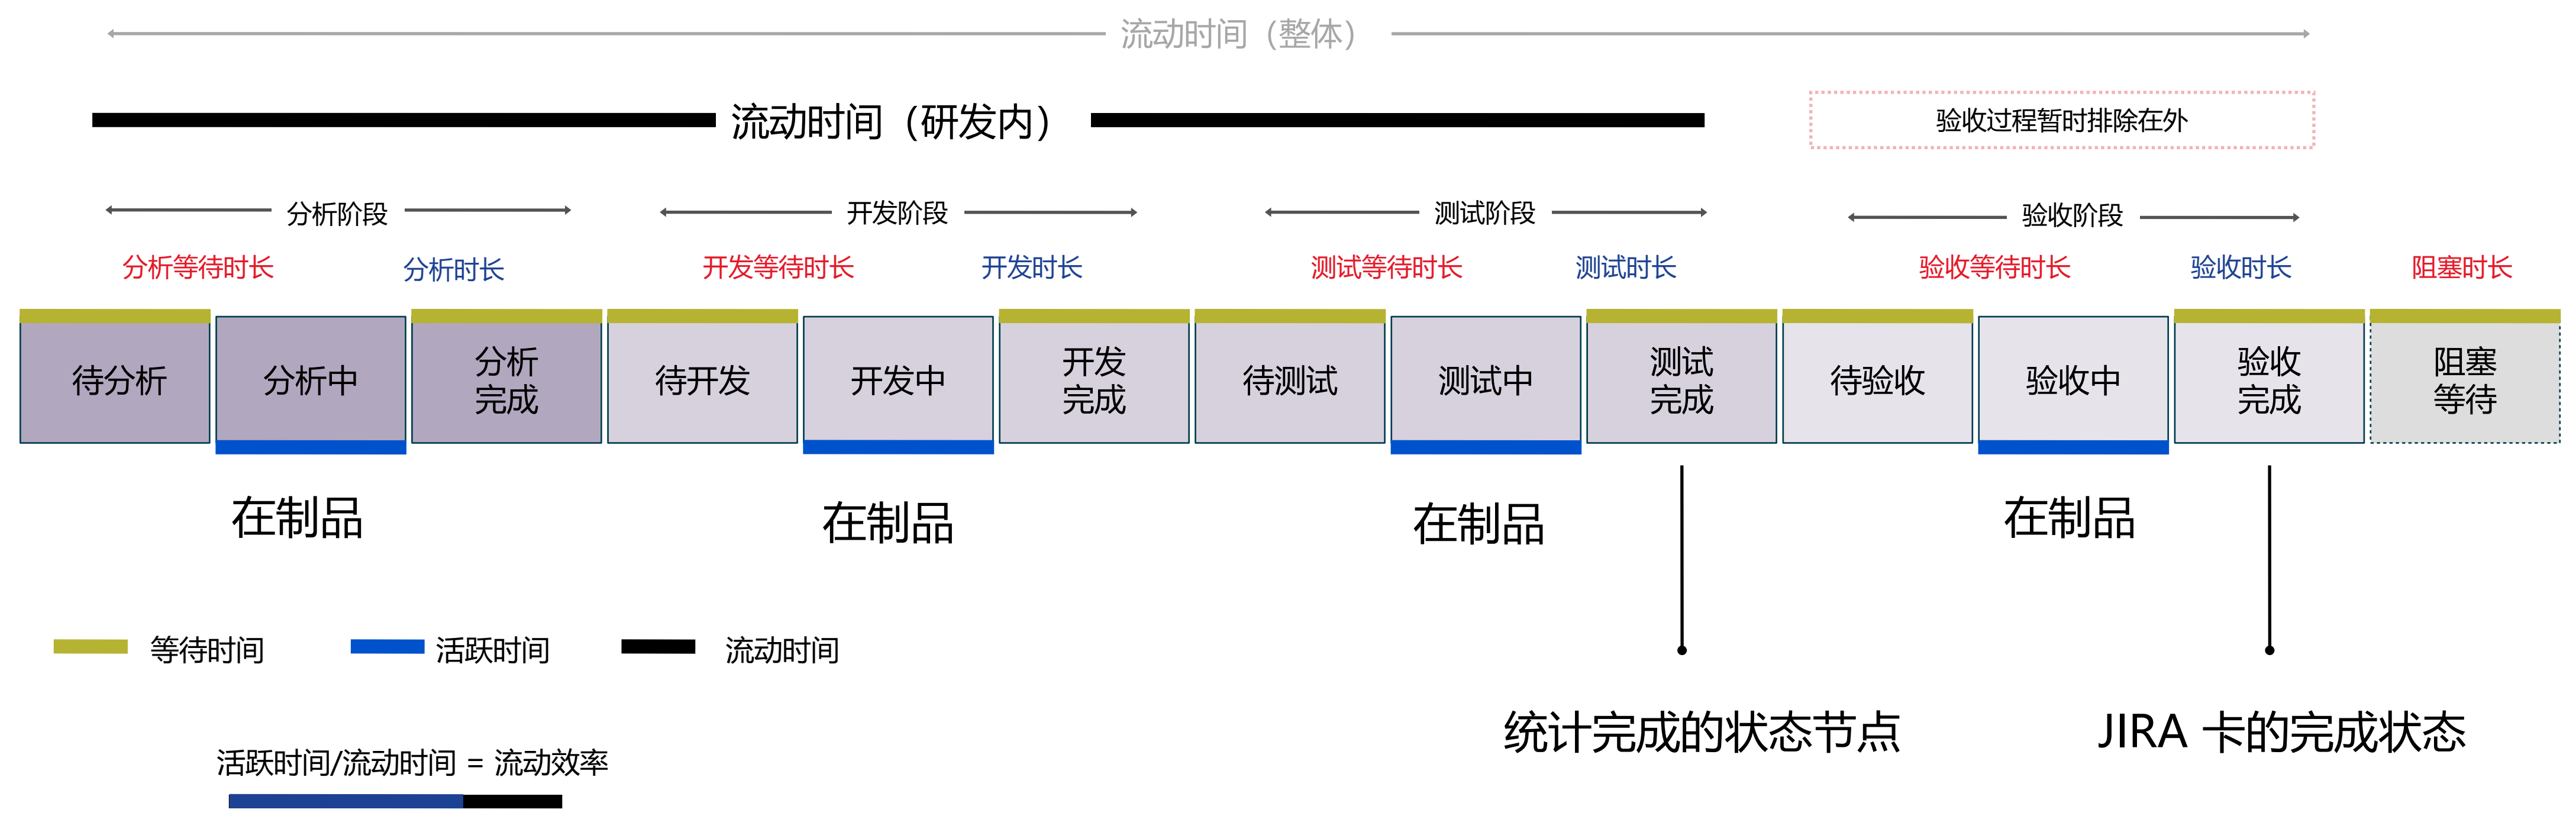 流动时间（整体）
流动时间（研发内）
验收过程暂时排除在外
分析阶段
开发阶段
测试阶段
验收阶段
分析等待时长
分析时长
开发等待时长
开发时长
测试等待时长
测试时长
验收等待时长
验收时长
阻塞时长
待分析
分析中
分析
完成
待开发
开发中
开发
完成
待测试
测试中
测试
完成
待验收
验收中
验收
完成
阻塞
等待
在制品
在制品
在制品
在制品
等待时间
活跃时间
流动时间
统计完成的状态节点
JIRA 卡的完成状态
活跃时间/流动时间 = 流动效率